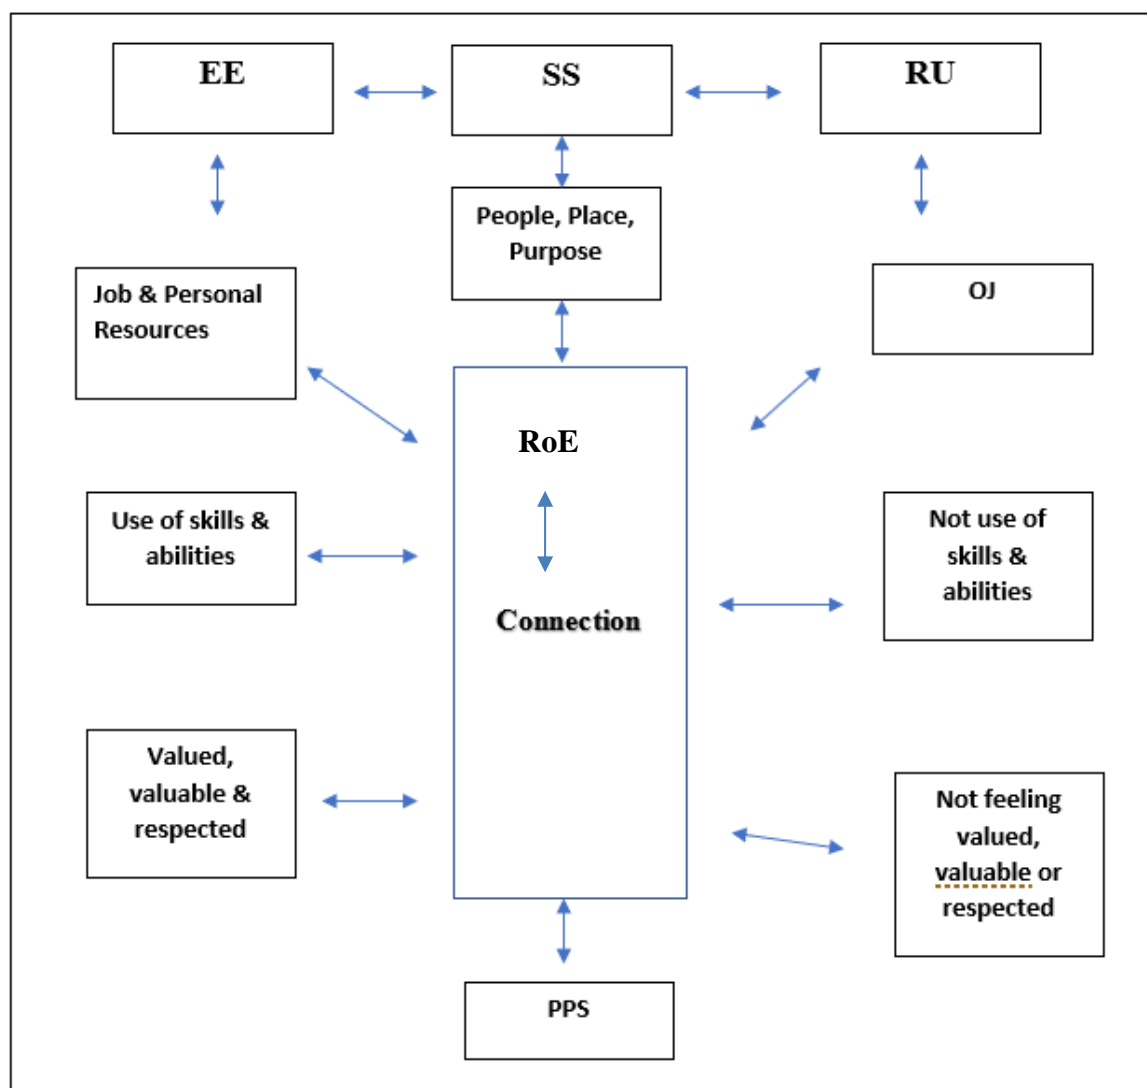 EE
SS
RU
People, Place,
Purpose
Job & Personal
Resources
OJ
RoE
Use of skills &
abilities
Not use of
skills &
abilities
Connection
Valued,
valuable &
respected
Not feeling
valued,
valuable or
respected
PPS